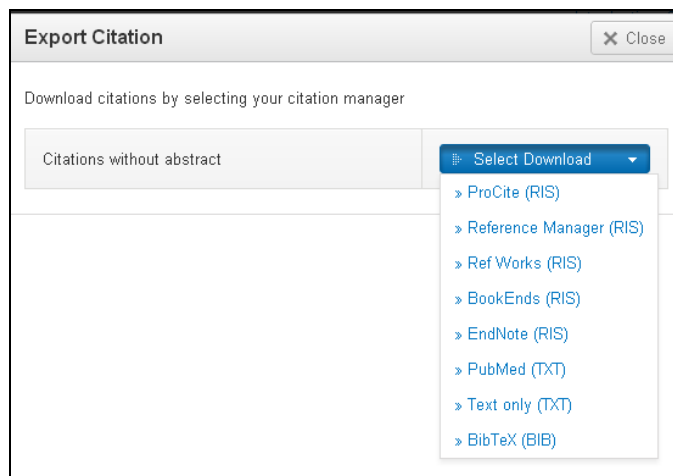 Export Citation
Close
Download citations by selecting your citation manager
Citations without abstract
Select Download
» ProCite (RIS)
» Reference Manager (RIS)
» Ref Works (RIS)
» BookEnds (RIS)
» EndNote (RIS)
» PubMed (TXT)
» Text only (TXT)
» BibTeX (BIB)